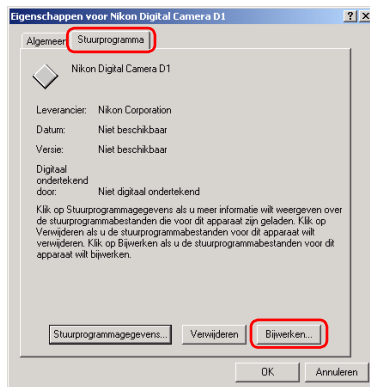 Eigenschappen voor Nikon Digital Camera D1
Algemeen Stuurprogramma
Nikon Digital Camera D1
Leverancier: Nikon Corporation
Datum: Niet beschikbaar
Versie: Niet beschikbaar
Digitaal
ondertekend
door: Niet digitaal ondertekend
Klik op Stuurprogrammagegevens als u meer informatie wilt weergeven over
de stuurprogrammabestanden die voor dit apparaat zijn geladen. Klik op
Verwijderen als u de stuurprogrammabestanden voor dit apparaat wilt
verwijderen. Klik op Bijwerken als u de stuurprogrammabestanden voor dit
apparaat wilt bijwerken.
Stuurprogrammagegevens... Verwijderen Bijwerken...
OK Annuleren